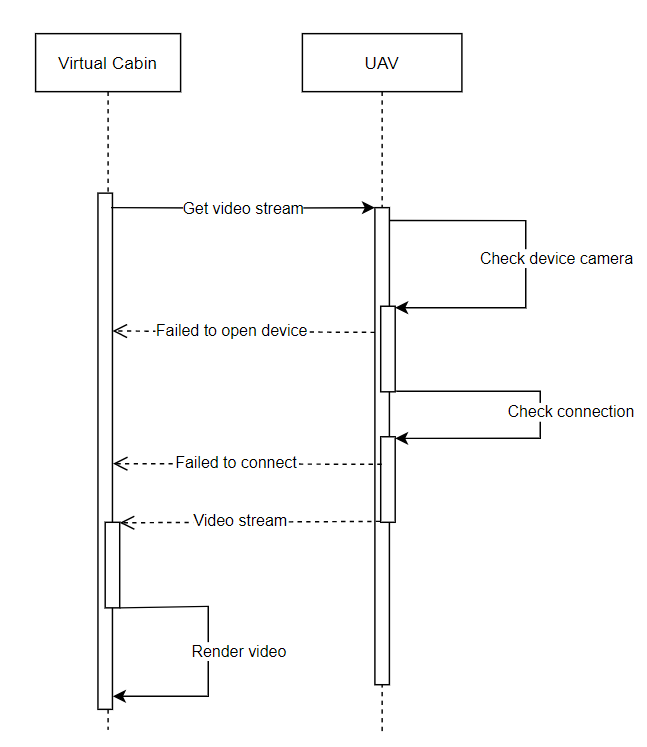 Virtual Cabin
UAV
Get video stream
Check device camera
Failed to open device
Check connection
Failed to connect
Video stream
Render video